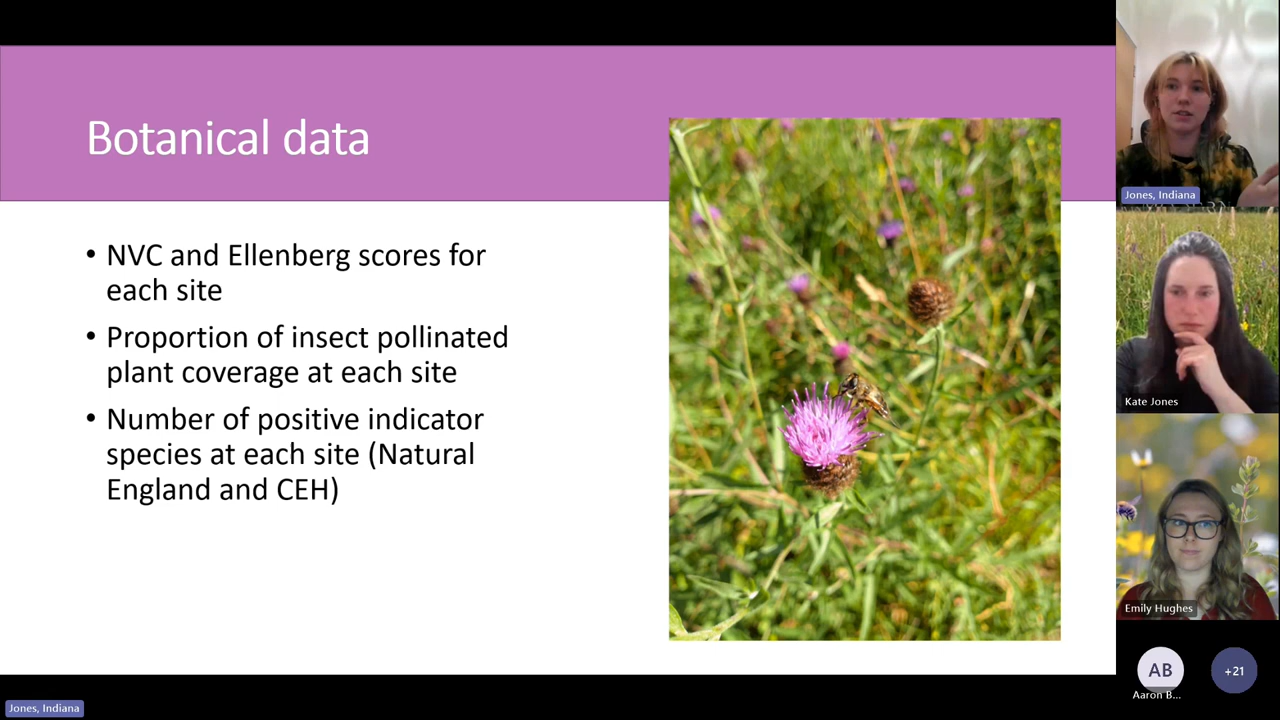 Botanical data
• NVC and Ellenberg scores for
each site
• Proportion of insect pollinated
plant coverage at each site
• Number of positive indicator
species at each site (Natural
England and CEH)
Jones, Indiana
Kate Jones
Emily Hughes
AB
+21
Aaron B...
Jones, Indiana